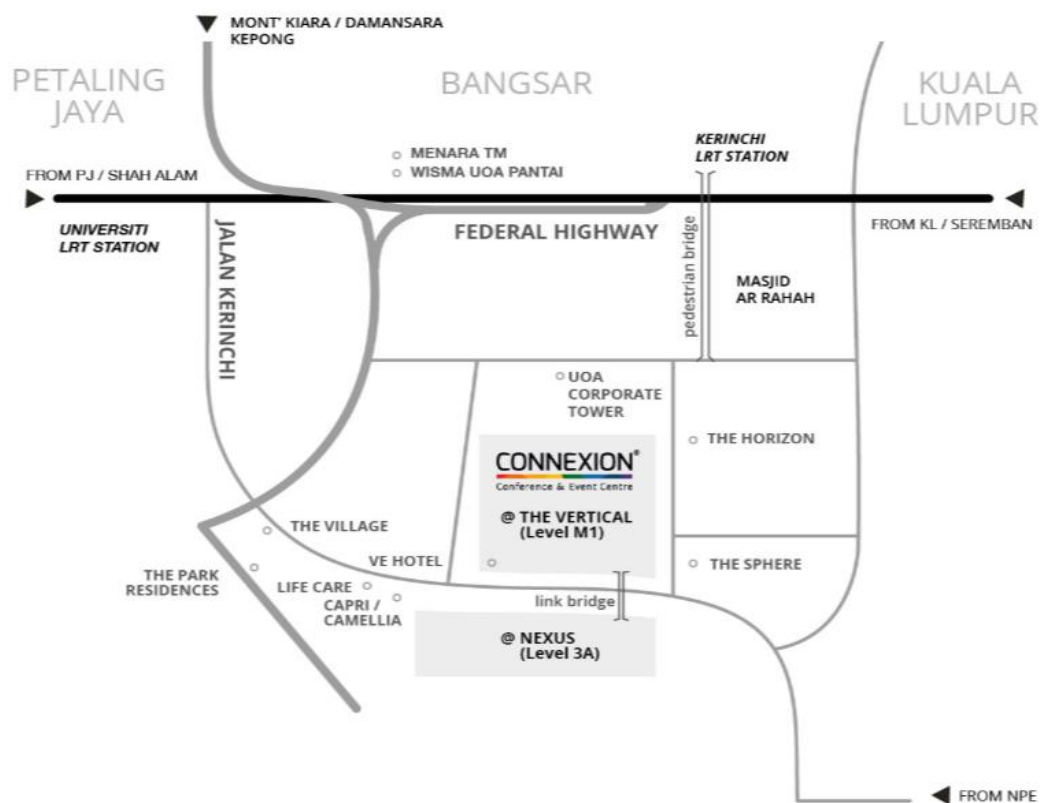 MONT' KIARA / DAMANSARA
KEPONG
PETALING
JAYA
BANGSAR
KUALA
LUMPUR
KERINCHI
LRT STATION
MENARA TM
WISMA UOA PANTAI
FROM PJ / SHAH ALAM
FROM KL / SEREMBAN
UNIVERSITI
LRT STATION
JALAN KERINCHI
FEDERAL HIGHWAY
pedestrian bridge
MASJID
AR RAHAH
UOA
CORPORATE
TOWER
THE HORIZON
CONNEXION®
Conference & Event Centre
@ THE VERTICAL
(Level M1)
THE VILLAGE
VE HOTEL
THE SPHERE
THE PARK
RESIDENCES
LIFE CARE
CAPRI /
CAMELLIA
link bridge
@ NEXUS
(Level 3A)
FROM NPE